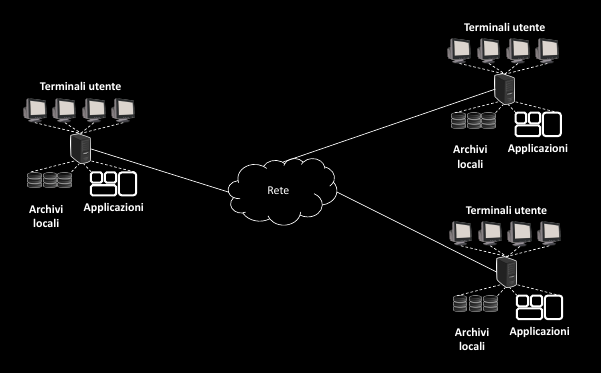 Terminali utente
Archivi
locali
Applicazioni
Rete
Terminali utente
Archivi
locali
Applicazioni
Terminali utente
Archivi
locali
Applicazioni